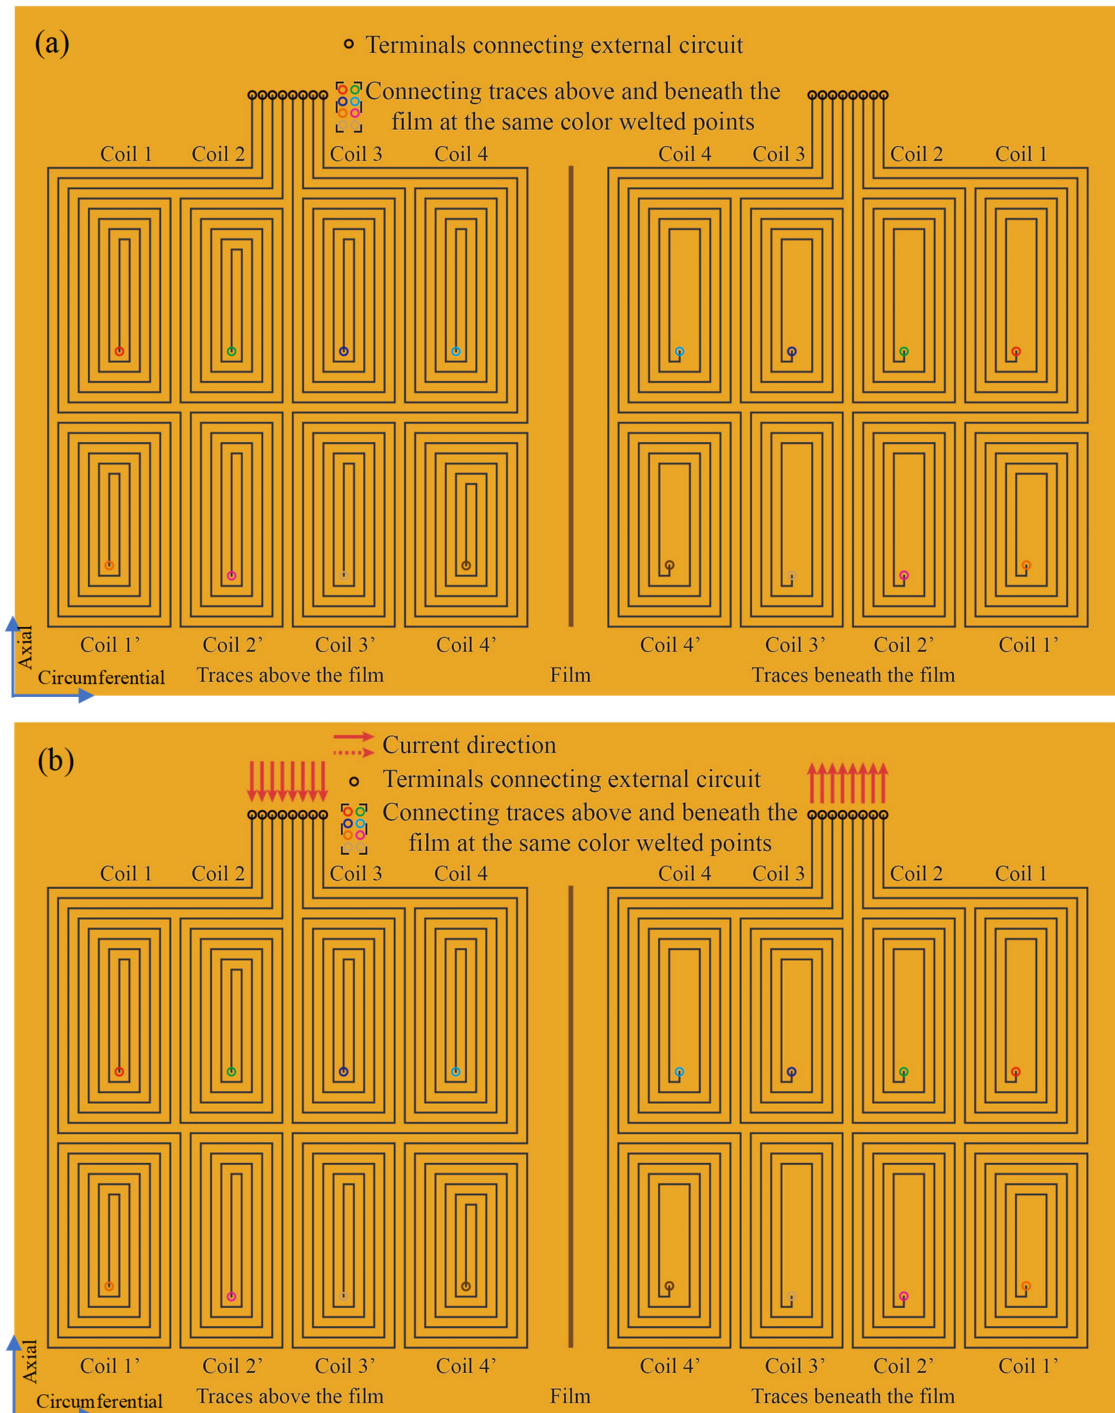 (a)
Terminals connecting external circuit
Connecting traces above and beneath the
film at the same color welted points
Coil 1 Coil 2 Coil 3 Coil 4 Coil 4 Coil 3 Coil 2 Coil 1
Coil 1’ Coil 2’ Coil 3’ Coil 4’ Coil 4’ Coil 3’ Coil 2’ Coil 1’
Axial
Circumferential Traces above the film Film Traces beneath the film
(b)
Current direction
Terminals connecting external circuit
Connecting traces above and beneath the
film at the same color welted points
Coil 1 Coil 2 Coil 3 Coil 4 Coil 4 Coil 3 Coil 2 Coil 1
Coil 1’ Coil 2’ Coil 3’ Coil 4’ Coil 4’ Coil 3’ Coil 2’ Coil 1’
Axial
Circumferential Traces above the film Film Traces beneath the film